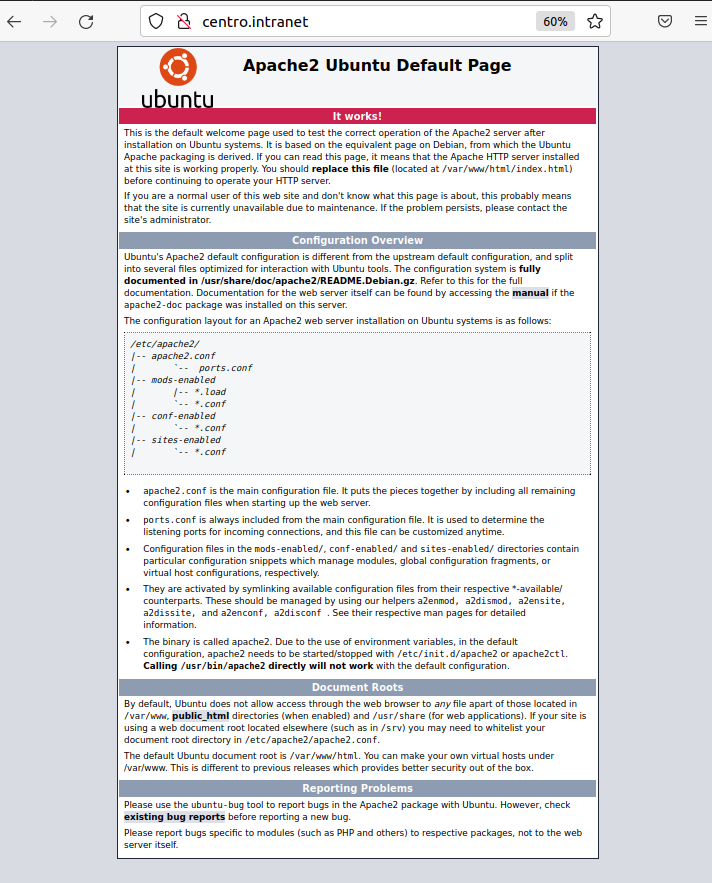 centro.intranet
60%
ubuntu
Apache2 Ubuntu Default Page
It works!
This is the default welcome page used to test the correct operation of the Apache2 server after
installation on Ubuntu systems. It is based on the equivalent page on Debian, from which the Ubuntu
Apache packaging is derived. If you can read this page, it means that the Apache HTTP server installed
at this site is working properly. You should replace this file (located at /var/www/html/index.html)
before continuing to operate your HTTP server.
If you are a normal user of this web site and don't know what this page is about, this probably means
that the site is currently unavailable due to maintenance. If the problem persists, please contact the
site's administrator.
Configuration Overview
Ubuntu's Apache2 default configuration is different from the upstream default configuration, and split
into several files optimized for interaction with Ubuntu tools. The configuration system is fully
documented in /usr/share/doc/apache2/README.Debian.gz. Refer to this for the full
documentation. Documentation for the web server itself can be found by accessing the manual if the
apache2-doc package was installed on this server.
The configuration layout for an Apache2 web server installation on Ubuntu systems is as follows:
/etc/apache2/
|-- apache2.conf
|       `--  ports.conf
|-- mods-enabled
|       |-- *.load
|       `-- *.conf
|-- conf-enabled
|       `-- *.conf
|-- sites-enabled
|       `-- *.conf
• apache2.conf is the main configuration file. It puts the pieces together by including all remaining
configuration files when starting up the web server.
• ports.conf is always included from the main configuration file. It is used to determine the
listening ports for incoming connections, and this file can be customized anytime.
• Configuration files in the mods-enabled/, conf-enabled/ and sites-enabled/ directories contain
particular configuration snippets which manage modules, global configuration fragments, or
virtual host configurations, respectively.
• They are activated by symlinking available configuration files from their respective *-available/
counterparts. These should be managed by using our helpers a2enmod, a2dismod, a2ensite,
a2dissite, and a2enconf, a2disconf . See their respective man pages for detailed
information.
• The binary is called apache2. Due to the use of environment variables, in the default
configuration, apache2 needs to be started/stopped with /etc/init.d/apache2 or apache2ctl.
Calling /usr/bin/apache2 directly will not work with the default configuration.
Document Roots
By default, Ubuntu does not allow access through the web browser to any file apart of those located in
/var/www, public_html directories (when enabled) and /usr/share (for web applications). If your site is
using a web document root located elsewhere (such as in /srv) you may need to whitelist your
document root directory in /etc/apache2/apache2.conf.
The default Ubuntu document root is /var/www/html. You can make your own virtual hosts under
/var/www. This is different to previous releases which provides better security out of the box.
Reporting Problems
Please use the ubuntu-bug tool to report bugs in the Apache2 package with Ubuntu. However, check
existing bug reports before reporting a new bug.
Please report bugs specific to modules (such as PHP and others) to respective packages, not to the web
server itself.